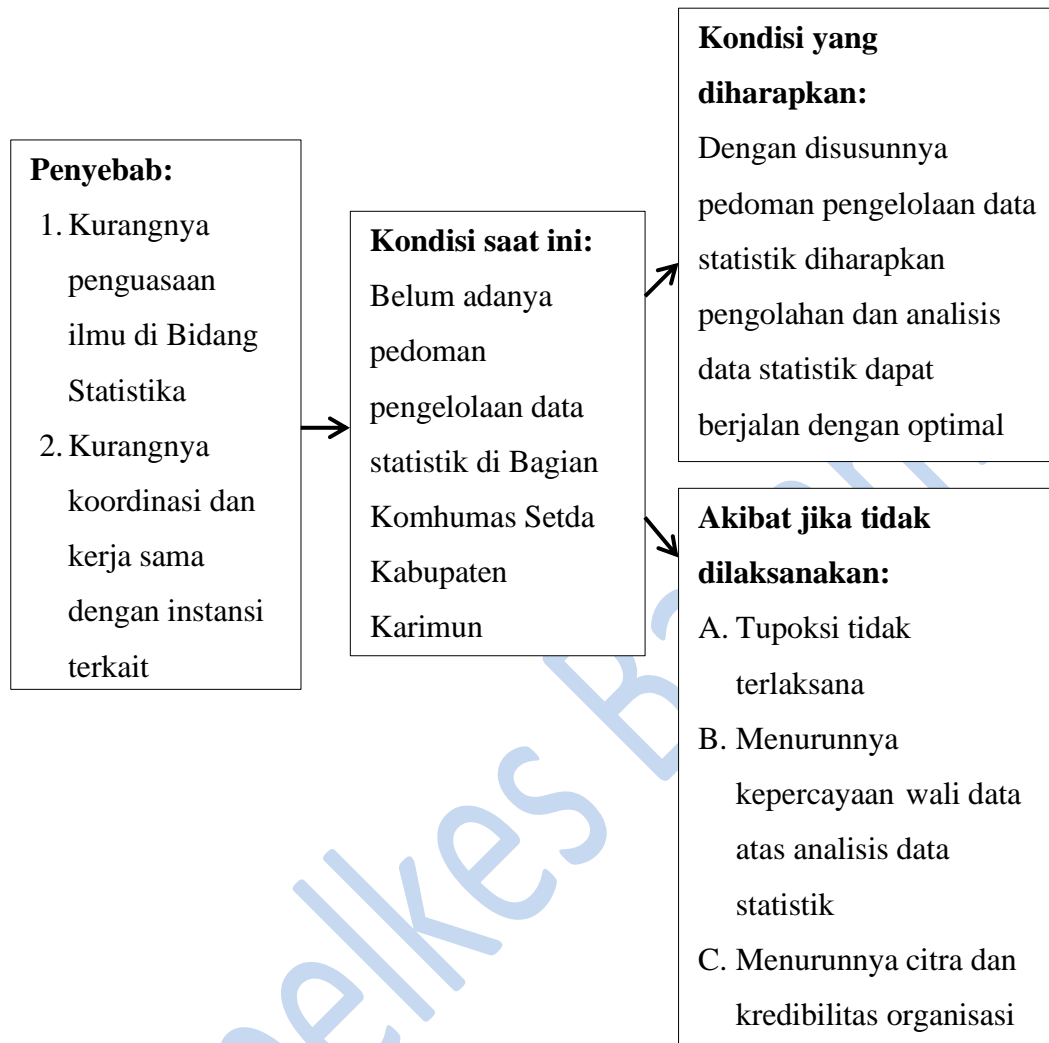 Penyebab:
1. Kurangnya
penguasaan
ilmu di Bidang
Statistika
2. Kurangnya
koordinasi dan
kerja sama
dengan instansi
terkait
Kondisi saat ini:
Belum adanya
pedoman
pengelolaan data
statistik di Bagian
Komhumas Setda
Kabupaten
Karimun
Kondisi yang
diharapkan:
Dengan disusunnya
pedoman pengelolaan data
statistik diharapkan
pengolahan dan analisis
data statistik dapat
berjalan dengan optimal
Akibat jika tidak
dilaksanakan:
A. Tupoksi tidak
terlaksana
B. Menurunnya
kepercayaan wali data
atas analisis data
statistik
C. Menurunnya citra dan
kredibilitas organisasi